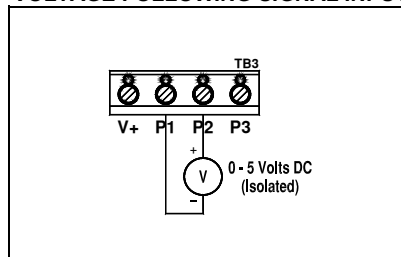 TB3
V+ P1 P2 P3
+
V
0 - 5 Volts DC
(Isolated)
−